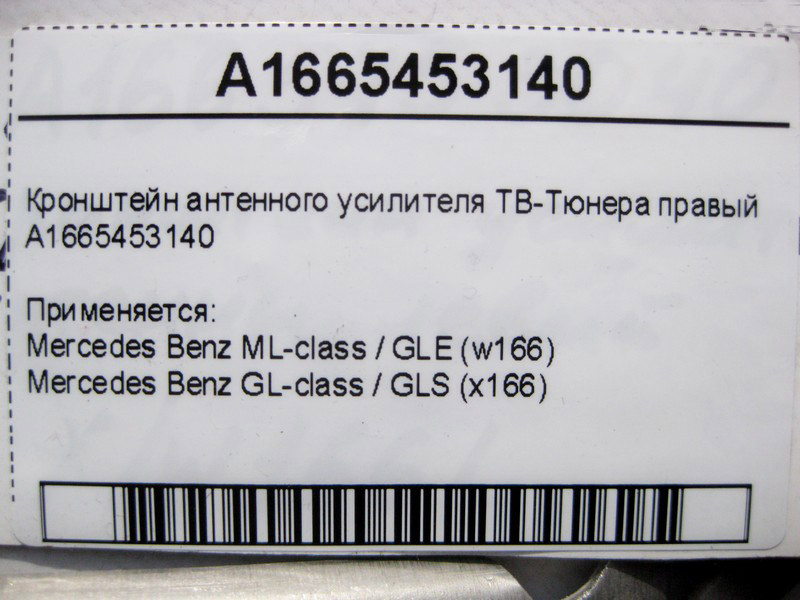 A1665453140
Кронштейн антенного усилителя ТВ-Тюнера правый
A1665453140
Применяется:
Mercedes Benz ML-class / GLE (w166)
Mercedes Benz GL-class / GLS (x166)